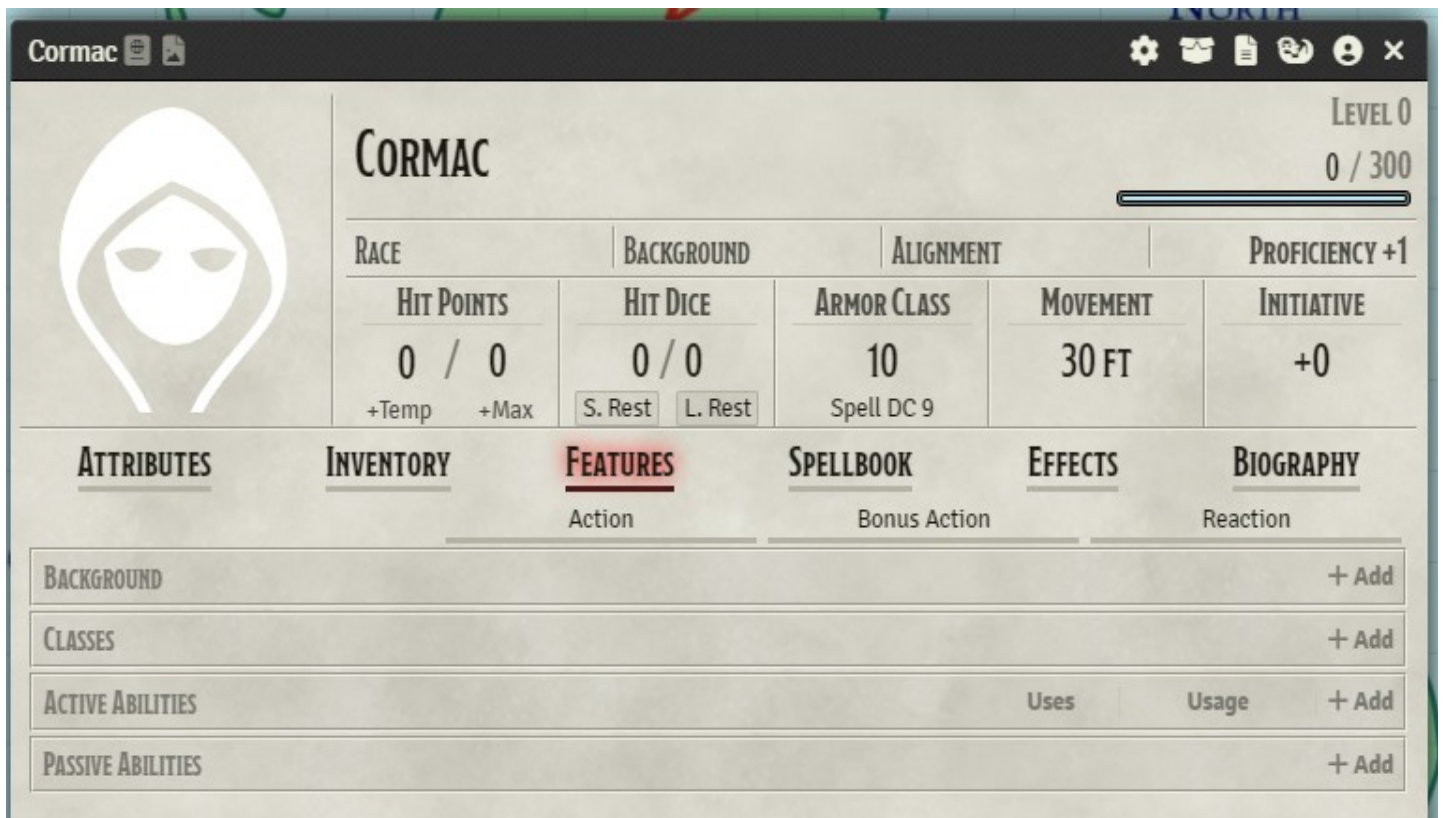 NORTH
Cormac
LEVEL 0
CORMAC
0 / 300
RACE BACKGROUND ALIGNMENT PROFICIENCY +1
HIT POINTS HIT DICE ARMOR CLASS MOVEMENT INITIATIVE
0 / 0 0 / 0 10 30 FT +0
+Temp +Max S. Rest L. Rest Spell DC 9
ATTRIBUTES INVENTORY FEATURES SPELLBOOK EFFECTS BIOGRAPHY
Action Bonus Action Reaction
BACKGROUND + Add
CLASSES + Add
ACTIVE ABILITIES Uses Usage + Add
PASSIVE ABILITIES + Add